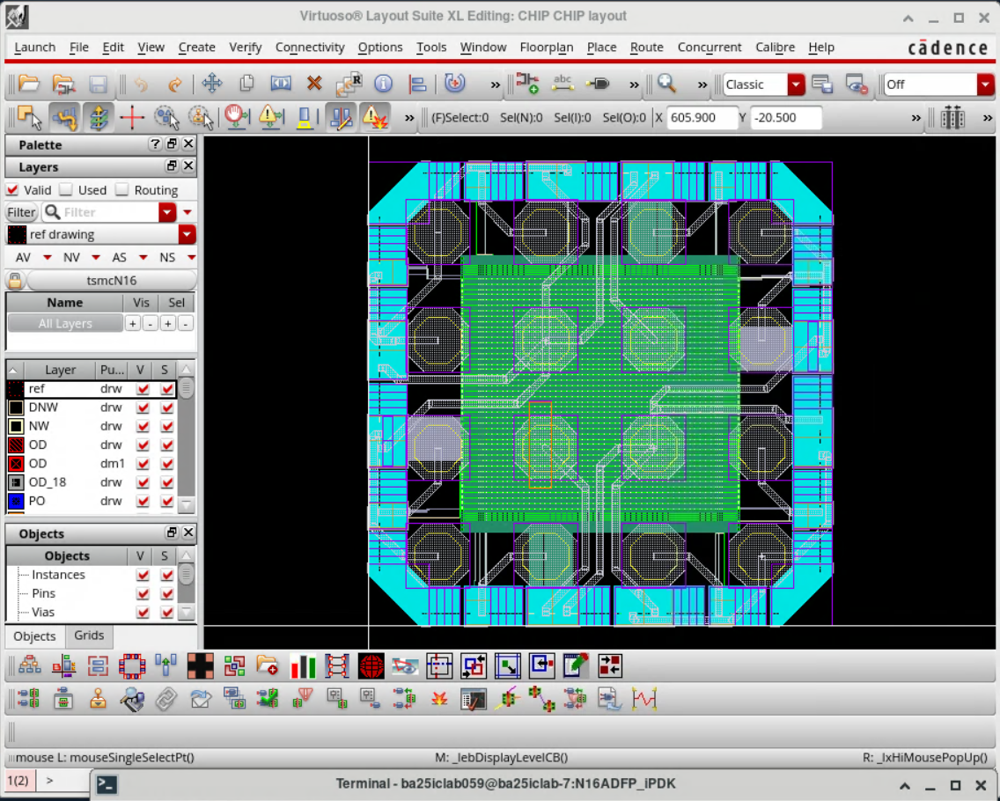 Virtuoso® Layout Suite XL Editing: CHIP CHIP layout
Launch File Edit View Create Verify Connectivity Options Tools Window Floorplan Place Route Concurrent Calibre Help cādence
R abc Classic Off
(F)Select:0 Sel(N):0 Sel(I):0 Sel(O):0 X 605.900 Y -20.500
Palette
Layers
Valid Used Routing
Filter Filter
ref drawing
AV NV AS NS
tsmcN16
Name Vis Sel
All Layers + - + -
Layer Pu... V S
ref drw
DNW drw
NW drw
OD drw
OD dm1
OD_18 drw
PO drw
Objects
Objects V S
Instances
Pins
Vias
Objects Grids
mouse L: mouseSingleSelectPt() M: _lebDisplayLevelCB() R: _lxHiMousePopUp()
1(2) >
Terminal - ba25iclab059@ba25iclab-7:N16ADFP_iPDK